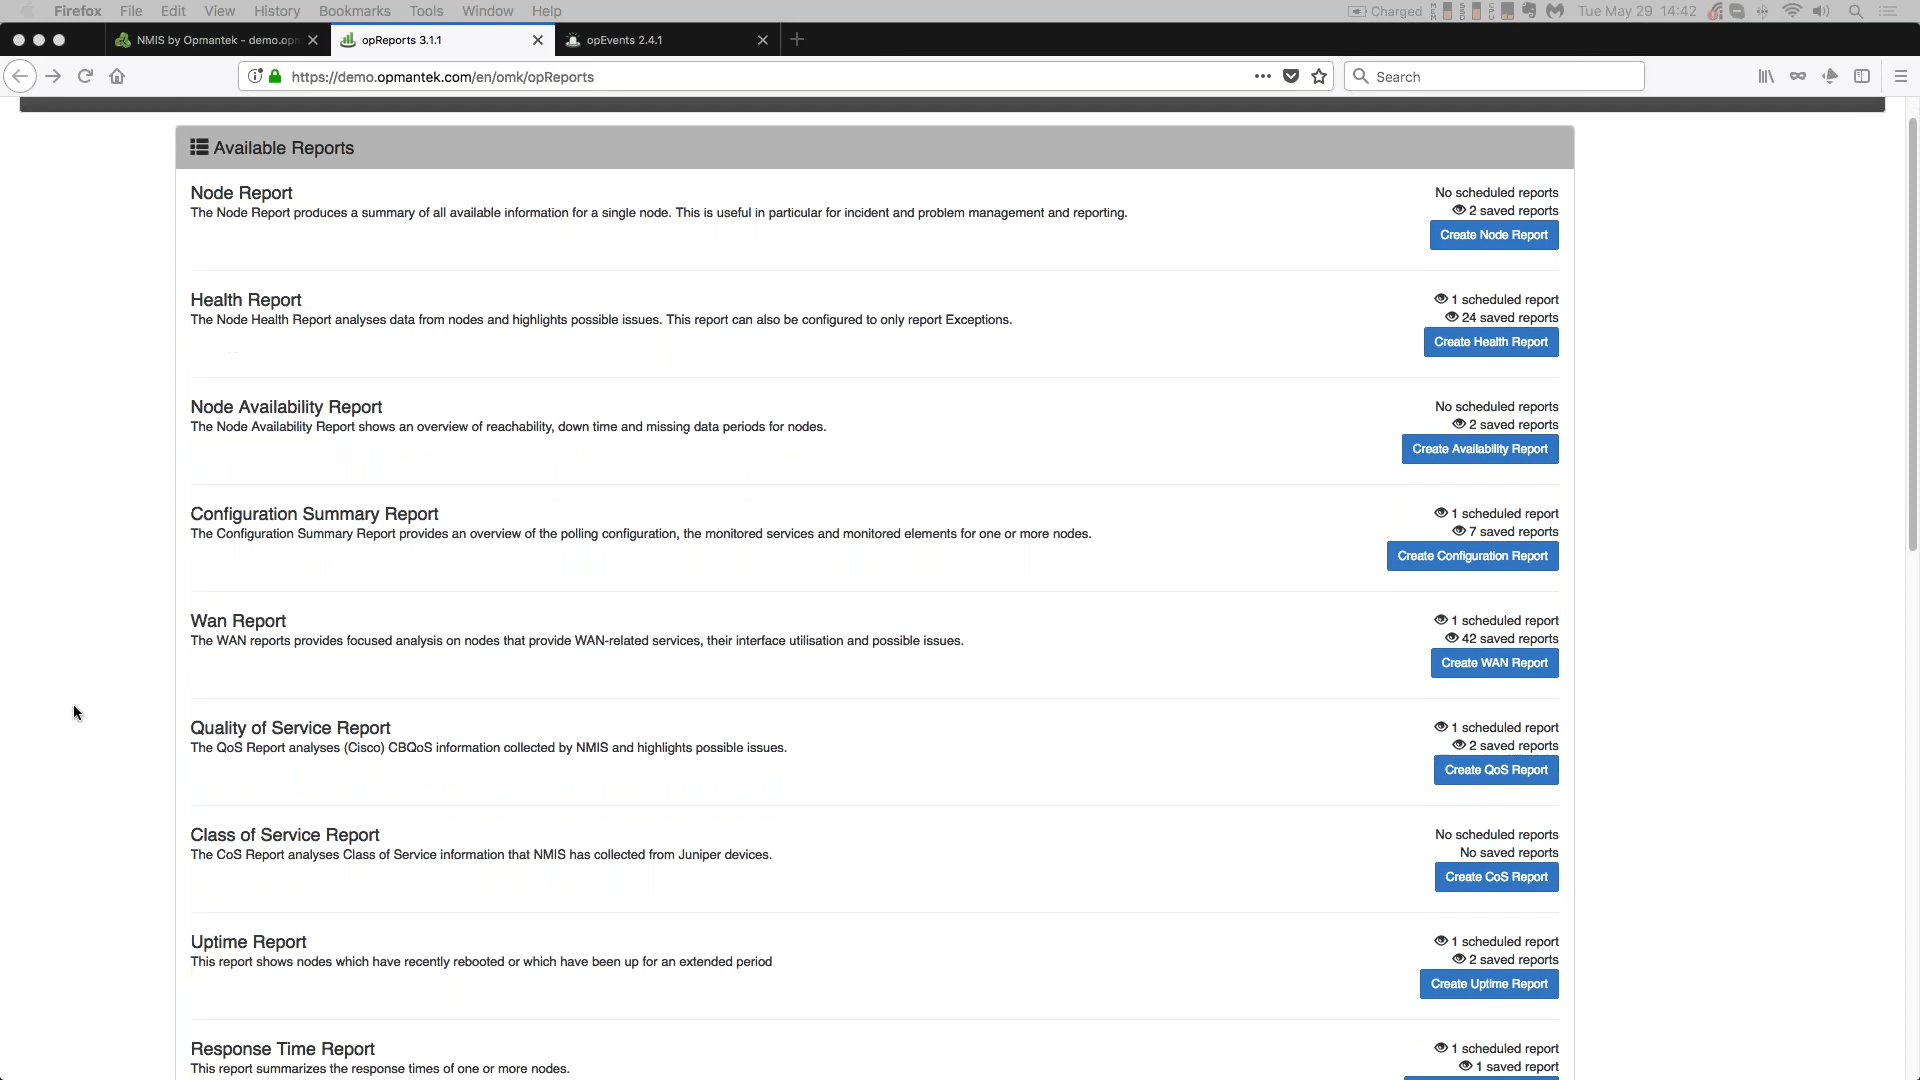 Firefox File Edit View History Bookmarks Tools Window Help Charged Tue May 29 14:42
NMIS by Opmantek - demo.opm opReports 3.1.1 opEvents 2.4.1
https://demo.opmantek.com/en/omk/opReports Search
Available Reports
Node Report
The Node Report produces a summary of all available information for a single node. This is useful in particular for incident and problem management and reporting.
No scheduled reports
2 saved reports
Create Node Report
Health Report
The Node Health Report analyses data from nodes and highlights possible issues. This report can also be configured to only report Exceptions.
1 scheduled report
24 saved reports
Create Health Report
Node Availability Report
The Node Availability Report shows an overview of reachability, down time and missing data periods for nodes.
No scheduled reports
2 saved reports
Create Availability Report
Configuration Summary Report
The Configuration Summary Report provides an overview of the polling configuration, the monitored services and monitored elements for one or more nodes.
1 scheduled report
7 saved reports
Create Configuration Report
Wan Report
The WAN reports provides focused analysis on nodes that provide WAN-related services, their interface utilisation and possible issues.
1 scheduled report
42 saved reports
Create WAN Report
Quality of Service Report
The QoS Report analyses (Cisco) CBQoS information collected by NMIS and highlights possible issues.
1 scheduled report
2 saved reports
Create QoS Report
Class of Service Report
The CoS Report analyses Class of Service information that NMIS has collected from Juniper devices.
No scheduled reports
No saved reports
Create CoS Report
Uptime Report
This report shows nodes which have recently rebooted or which have been up for an extended period
1 scheduled report
2 saved reports
Create Uptime Report
Response Time Report
This report summarizes the response times of one or more nodes.
1 scheduled report
1 saved report